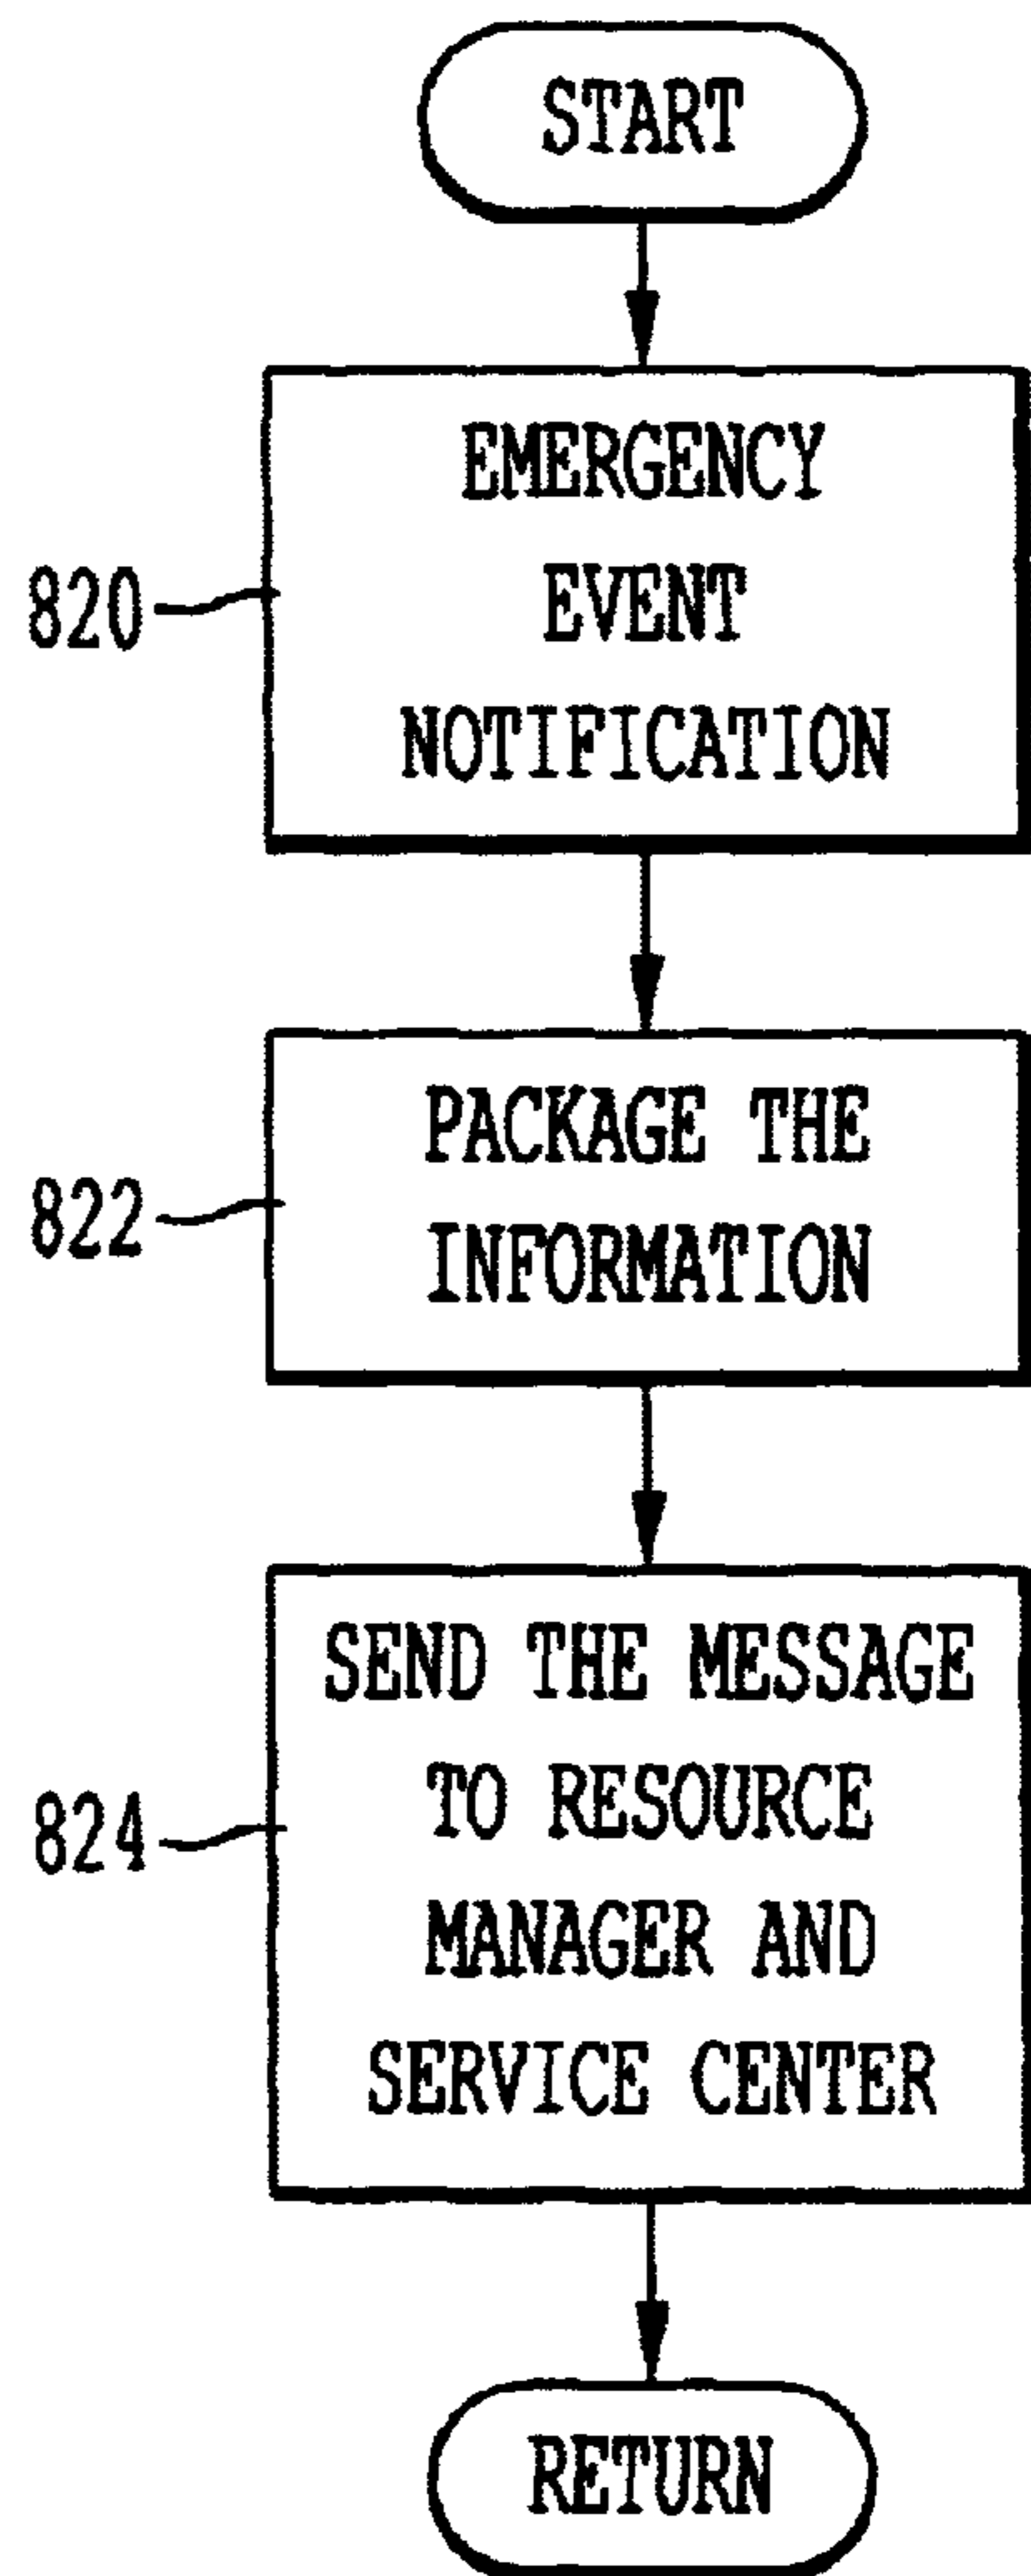 START
EMERGENCY
EVENT
NOTIFICATION
820
PACKAGE THE
INFORMATION
822
SEND THE MESSAGE
TO RESOURCE
MANAGER AND
SERVICE CENTER
824
RETURN